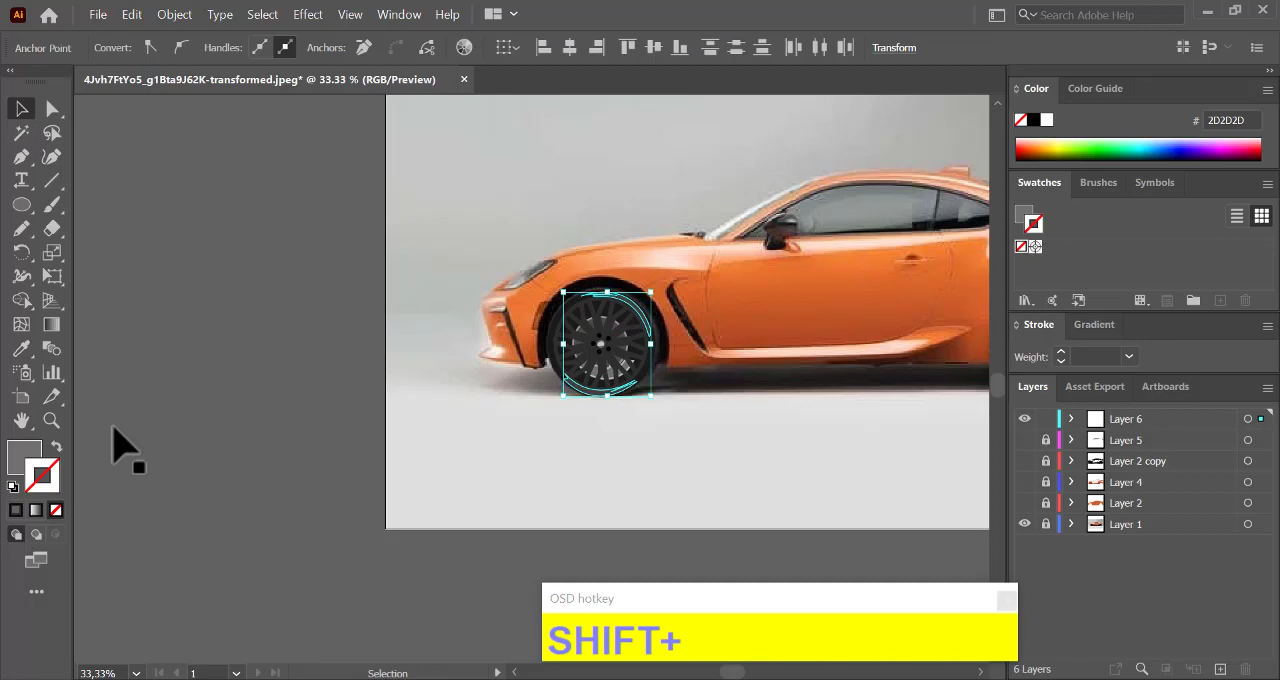 Ai File Edit Object Type Select Effect View Window Help Search Adobe Help
Anchor Point Convert: Handles: Anchors: Transform
4Jvh7FtYo5_g1Bta9J62K-transformed.jpeg* @ 33.33 % (RGB/Preview)
Color Color Guide
# 2D2D2D
Swatches Brushes Symbols
Stroke Gradient
Weight:
Layers Asset Export Artboards
Layer 6
Layer 5
Layer 2 copy
Layer 4
Layer 2
Layer 1
OSD hotkey
SHIFT+
33,33% 1 Selection 6 Layers